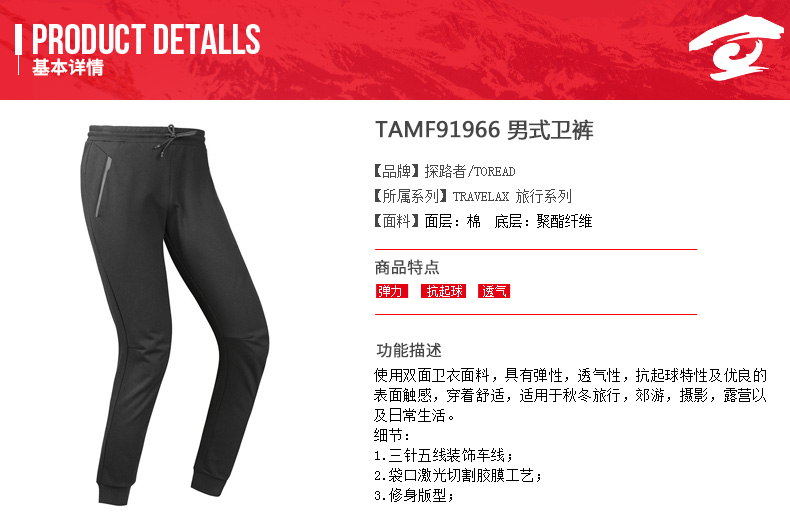 PRODUCT DETALLS
基本详情
TAMF91966 男式卫裤
【品牌】探路者/TOREAD
【所属系列】TRAVELAX 旅行系列
【面料】面层：棉 底层：聚酯纤维
商品特点
弹力 抗起球 透气
功能描述
使用双面卫衣面料，具有弹性，透气性，抗起球特性及优良的
表面触感，穿着舒适，适用于秋冬旅行，郊游，摄影，露营以
及日常生活。
细节：
1.三针五线装饰车线；
2.袋口激光切割胶膜工艺；
3.修身版型；